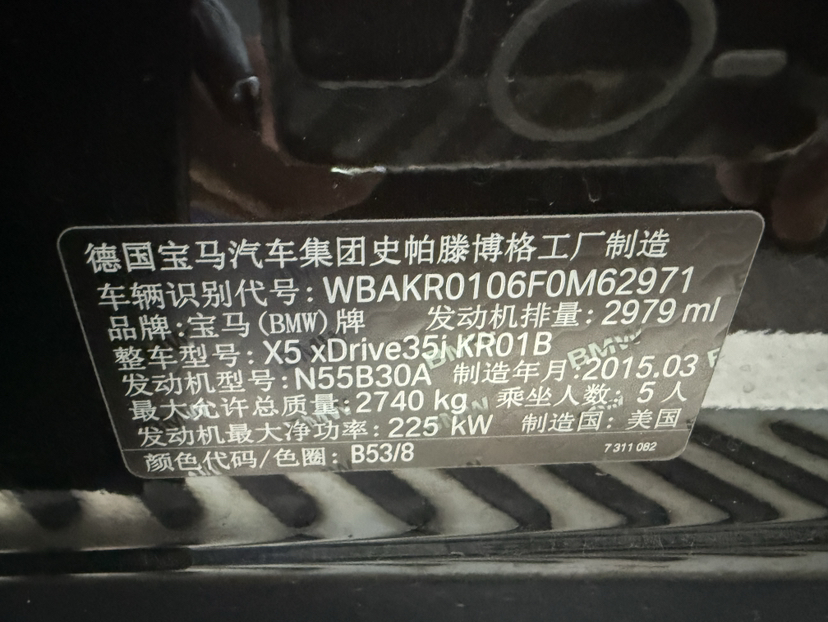 德国宝马汽车集团史帕滕博格工厂制造
车辆识别代号: WBAKR0106F0M62971
品牌: 宝马(BMW)牌 发动机排量: 2979 ml
整车型号: X5 xDrive35i KR01B
发动机型号: N55B30A 制造年月: 2015.03
最大允许总质量: 2740 kg 乘坐人数: 5 人
发动机最大净功率: 225 kW 制造国: 美国
颜色代码/色圈: B53/8 7 311 082